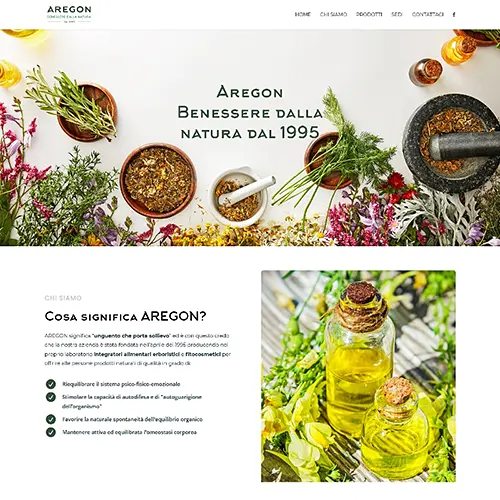 AREGON
BENESSERE DALLA NATURA
HOME CHI SIAMO PRODOTTI SEDI CONTATTACI f
Aregon
Benessere dalla
natura dal 1995
CHI SIAMO
Cosa significa AREGON?
AREGON significa "unguento che porta sollievo" ed è con questo credo
che la nostra azienda è stata fondata nell'aprile del 1995 producendo nel
proprio laboratorio integratori alimentari erboristici e fitocosmetici per
offrire alle persone prodotti naturali di qualità in grado di:
Riequilibrare il sistema psico-fisico-emozionale
Stimolare la capacità di autodifesa e di "autoguarigione
dell'organismo"
Favorire la naturale spontaneità dell'equilibrio organico
Mantenere attiva ed equilibrata l'omeostasi corporea